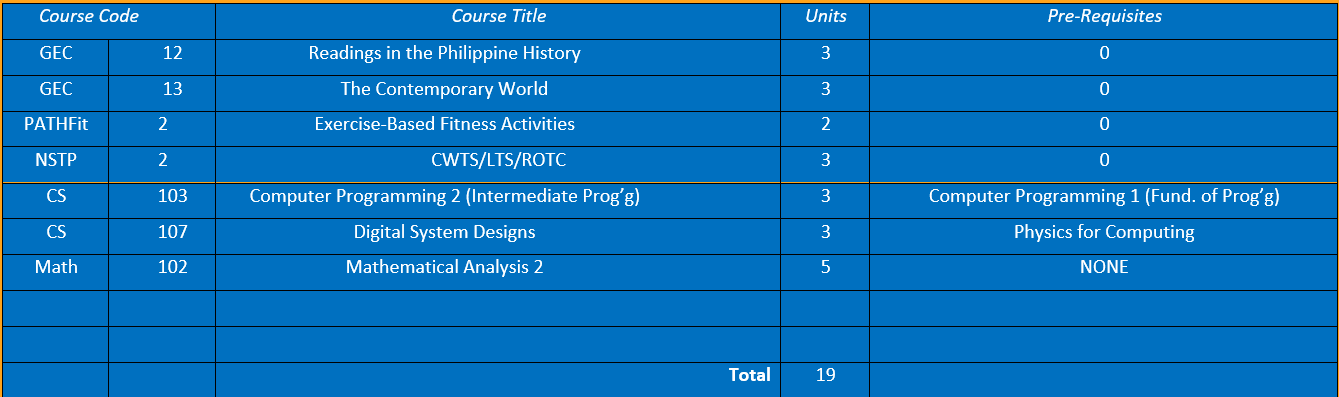 Course Code Course Title Units Pre-Requisites
GEC 12 Readings in the Philippine History 3 0
GEC 13 The Contemporary World 3 0
PATHFit 2 Exercise-Based Fitness Activities 2 0
NSTP 2 CWTS/LTS/ROTC 3 0
CS 103 Computer Programming 2 (Intermediate Prog’g) 3 Computer Programming 1 (Fund. of Prog’g)
CS 107 Digital System Designs 3 Physics for Computing
Math 102 Mathematical Analysis 2 5 NONE
Total 19